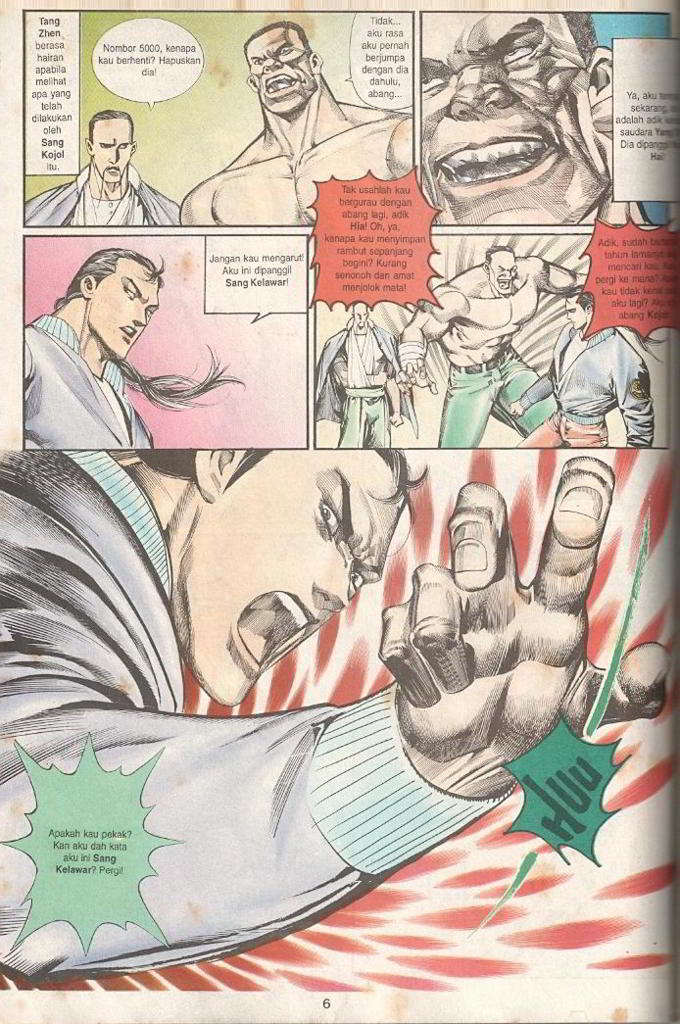 Tang
Zhen
berasa
hairan
apabila
melihat
apa yang
telah
dilakukan
oleh
Sang
Kojol
itu.
Nombor 5000, kenapa
kau berhenti? Hapuskan
dia!
Tidak...
aku rasa
aku pernah
berjumpa
dengan dia
dahulu,
abang...
Ya, aku
sekarang,
adalah adik
saudara
Dia dipanggil
Hai!
Jangan kau mengarut!
Aku ini dipanggil
Sang Kelawar!
Tak usahlah kau
bergurau dengan
abang lagi, adik
Hia! Oh, ya,
kenapa kau menyimpan
rambut sepanjang
begini? Kurang
senonoh dan amat
menjolok mata!
Adik, sudah
tahun lamanya
mencari kau.
pergi ke mana?
kau tidak
aku lagi?
abang
Apakah kau pekak?
Kan aku dah kata
aku ini Sang
Kelawar? Pergi!
HUU
6